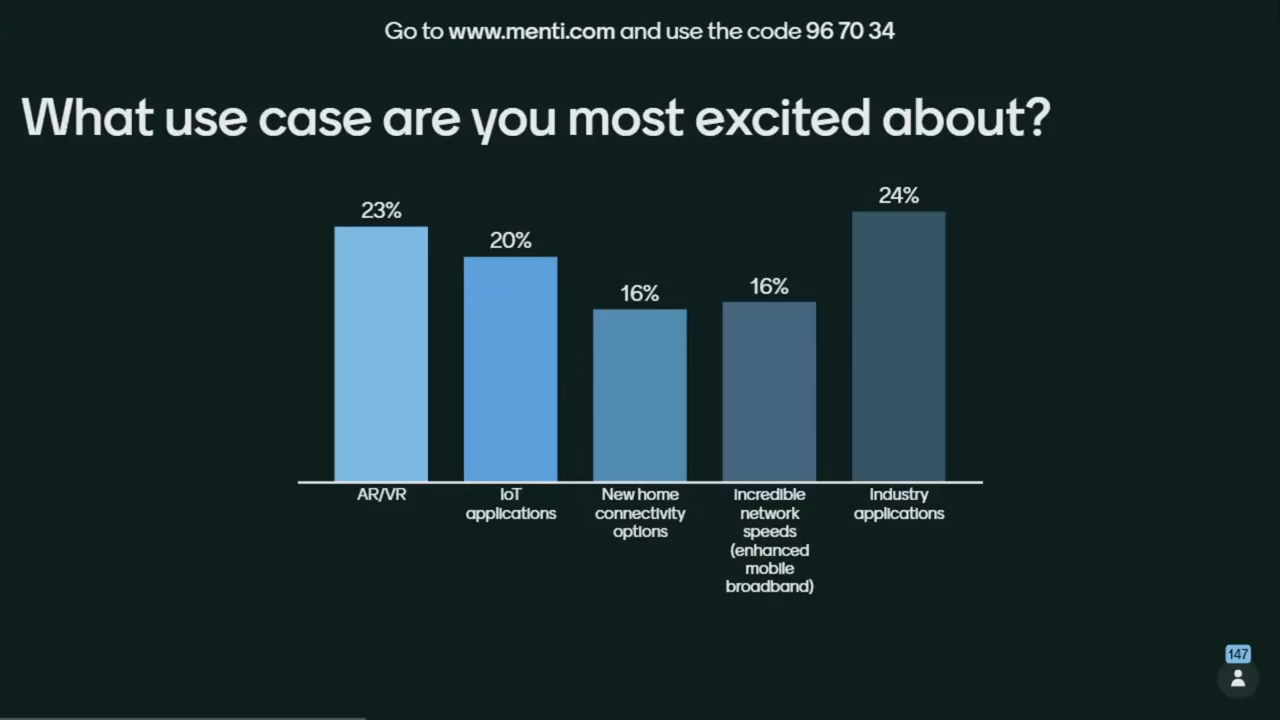 Go to www.menti.com and use the code 96 70 34
What use case are you most excited about?
23%
20%
16%
16%
24%
AR/VR
IoT
applications
New home
connectivity
options
Incredible
network
speeds
(enhanced
mobile
broadband)
Industry
applications
147